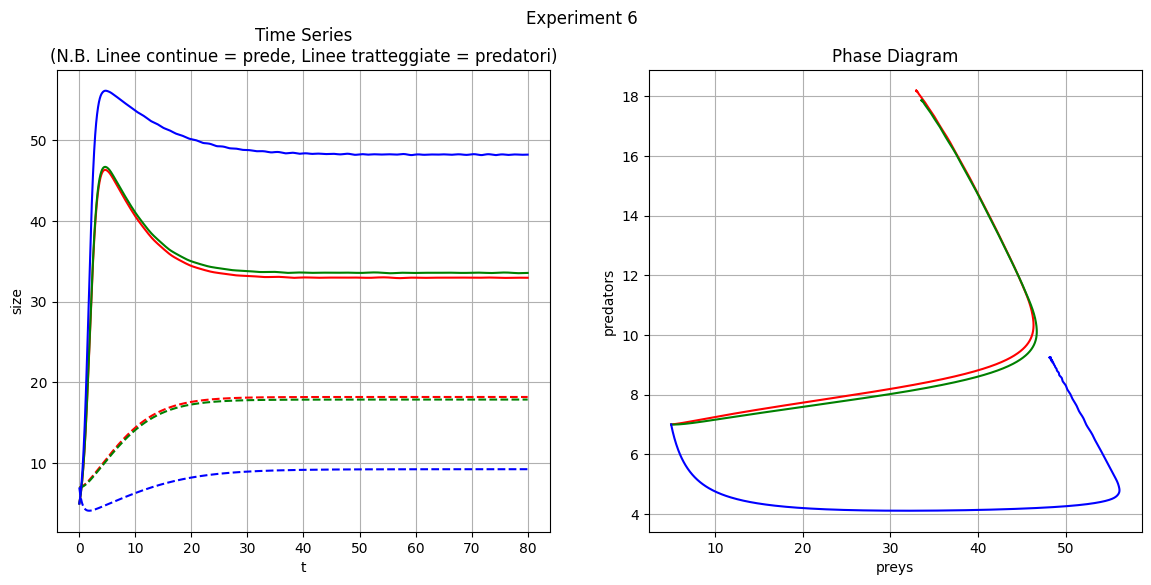 Experiment 6
Time Series
(N.B. Linee continue = prede, Linee tratteggiate = predatori)
50
40
30
20
10
size
0 10 20 30 40 50 60 70 80
t
Phase Diagram
18
16
14
12
10
8
6
4
predators
10 20 30 40 50
preys